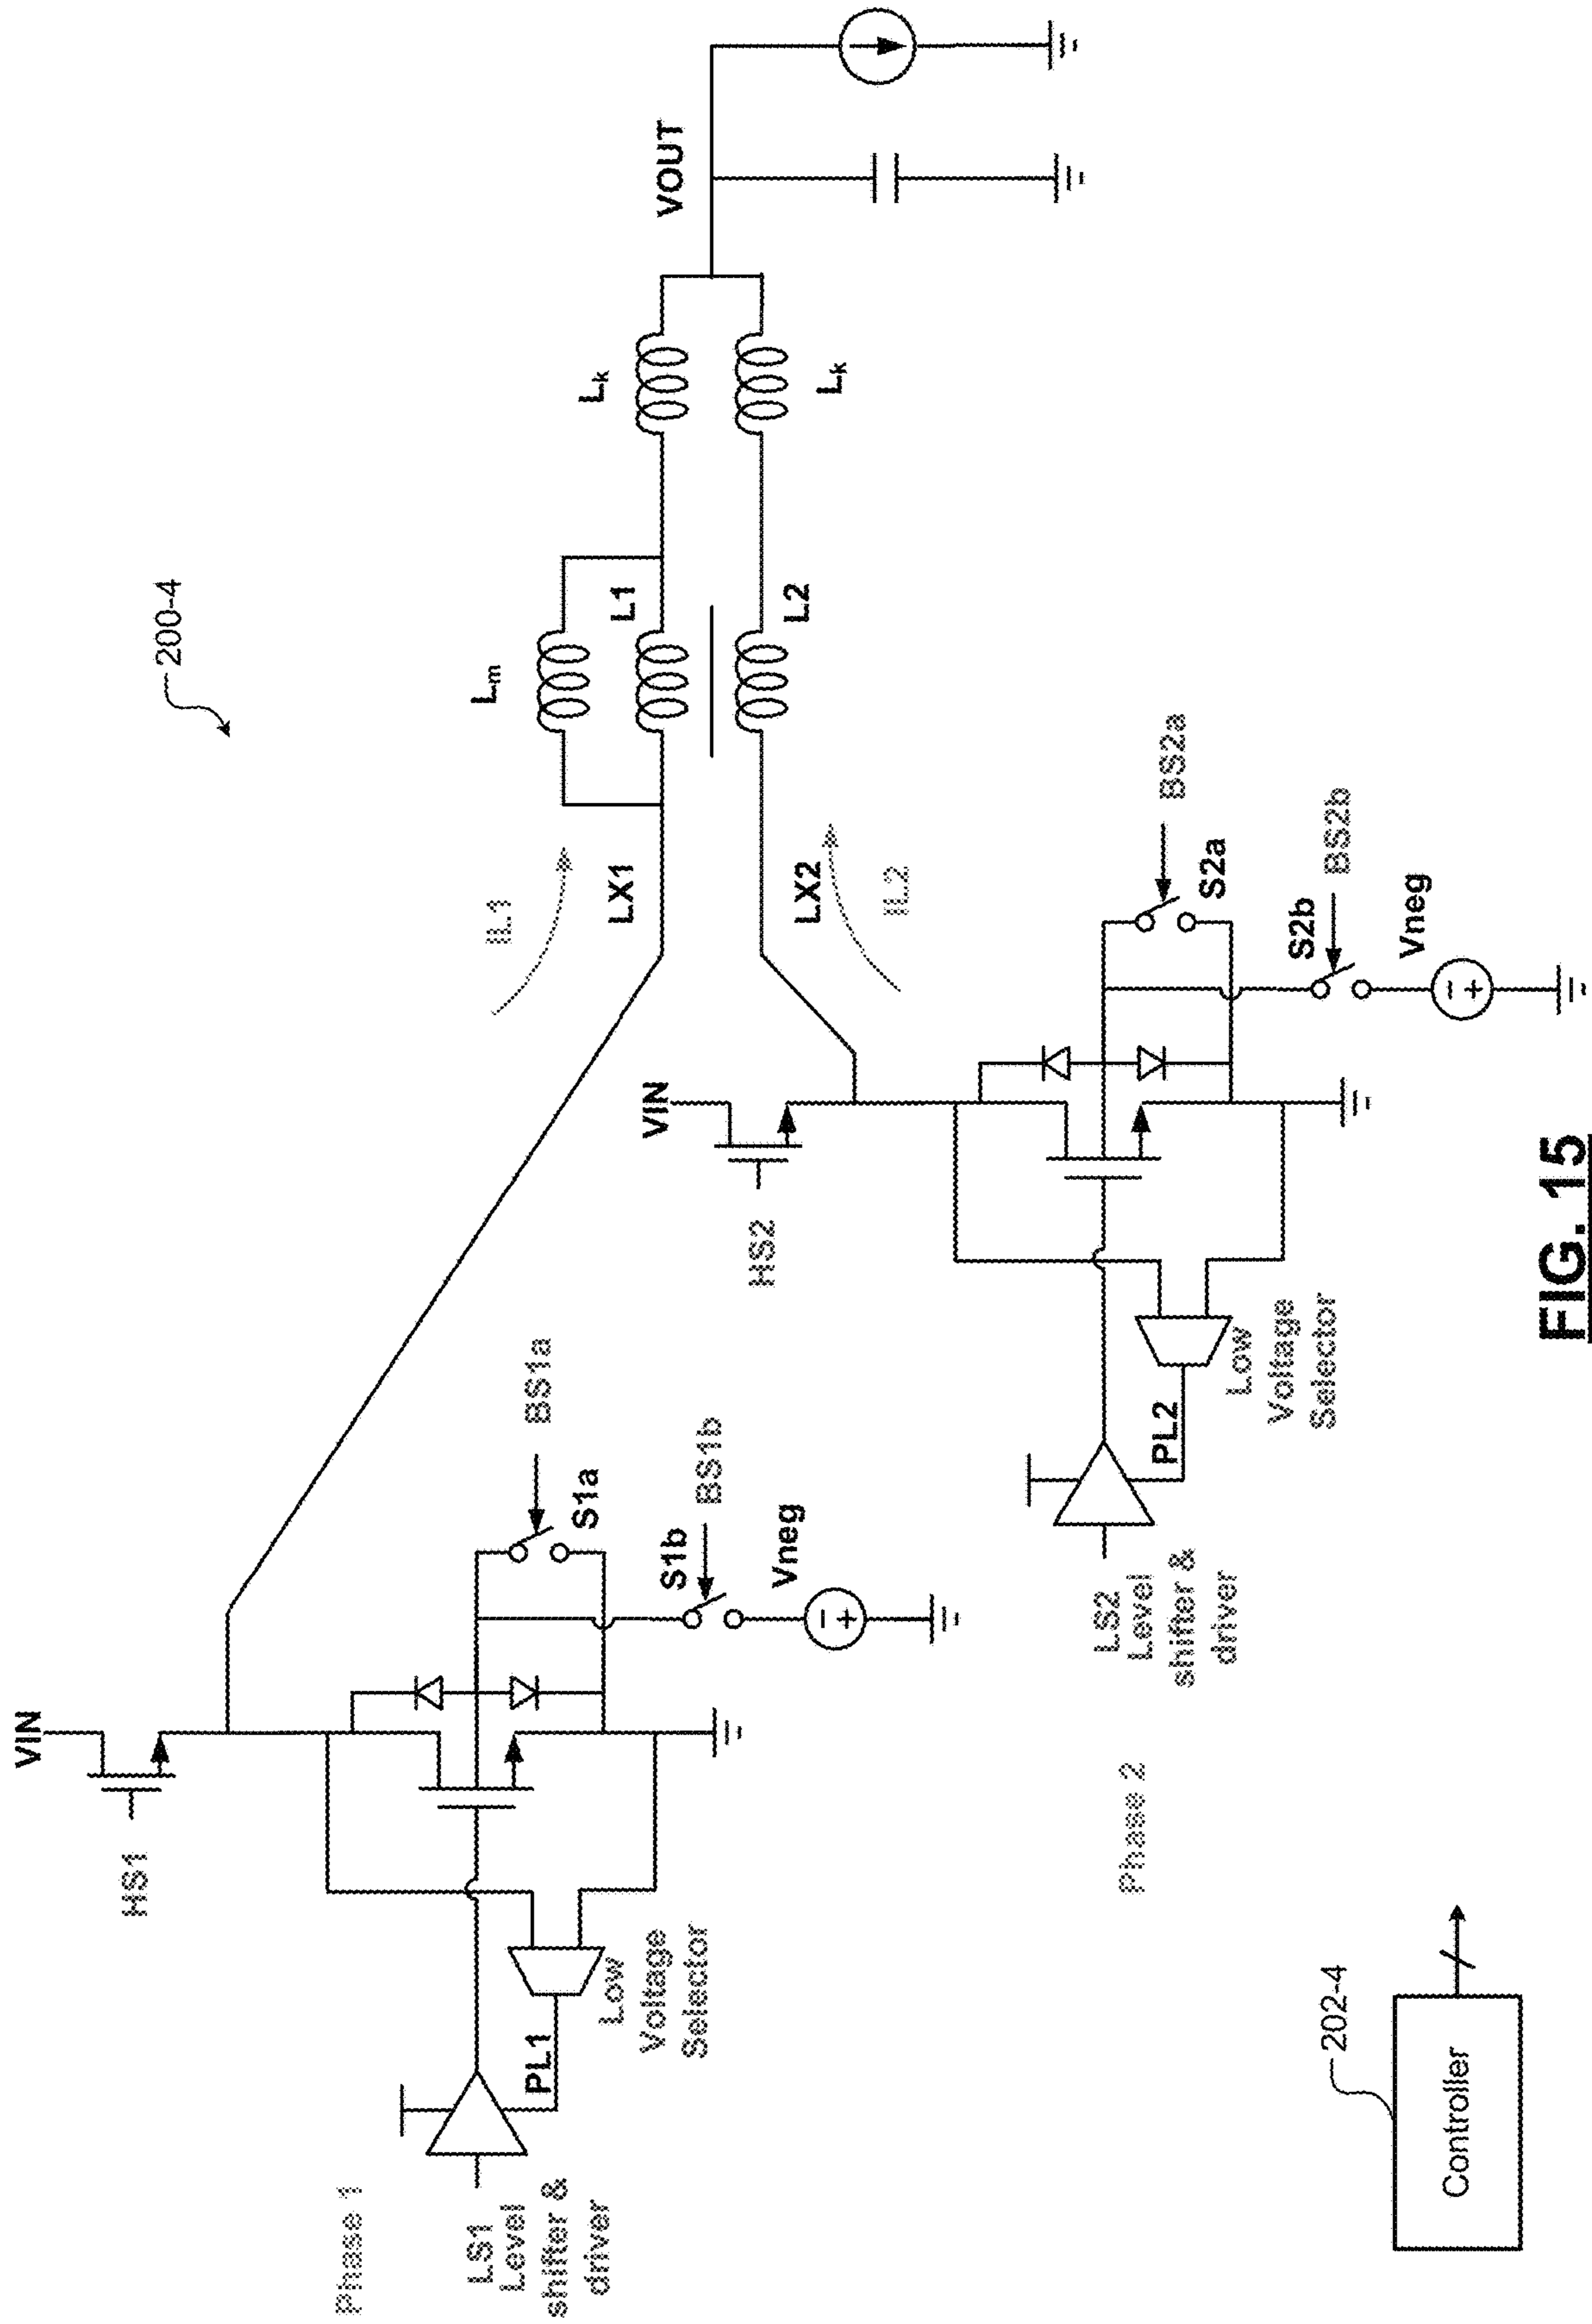 200-4
VIN
HS1
Phase 1
LS1
Level
shifter &
driver
PL1
Low
Voltage
Selector
BS1a
S1a
S1b
BS1b
Vneg
−
+
IL1
LX1
Lm
L1
Lk
VOUT
L2
Lk
LX2
IL2
VIN
HS2
Phase 2
LS2
Level
shifter &
driver
PL2
Low
Voltage
Selector
BS2a
S2a
S2b
BS2b
Vneg
−
+
202-4
Controller
FIG. 15